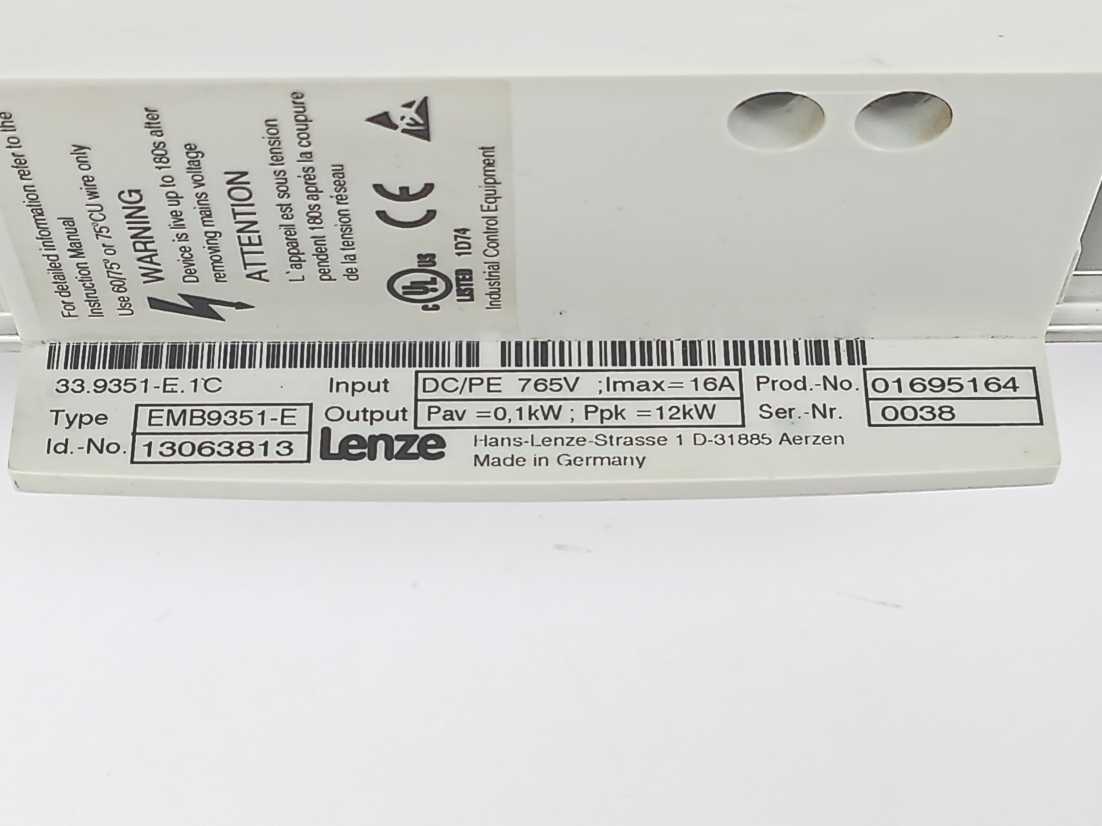 For detailed information refer to the
Instruction Manual
Use 60/75° or 75°CU wire only
WARNING
Device is live up to 180s after
removing mains voltage
ATTENTION
L`appareil est sous tension
pendent 180s aprés la coupure
de la tension réseau
c UL us CE
LISTED 1D74
Industrial Control Equipment
33.9351-E.1C Input DC/PE 765V ;Imax=16A Prod.-No. 01695164
Type EMB9351-E Output Pav =0,1kW ; Ppk =12kW Ser.-Nr. 0038
Id.-No. 13063813 Lenze Hans-Lenze-Strasse 1 D-31885 Aerzen
Made in Germany